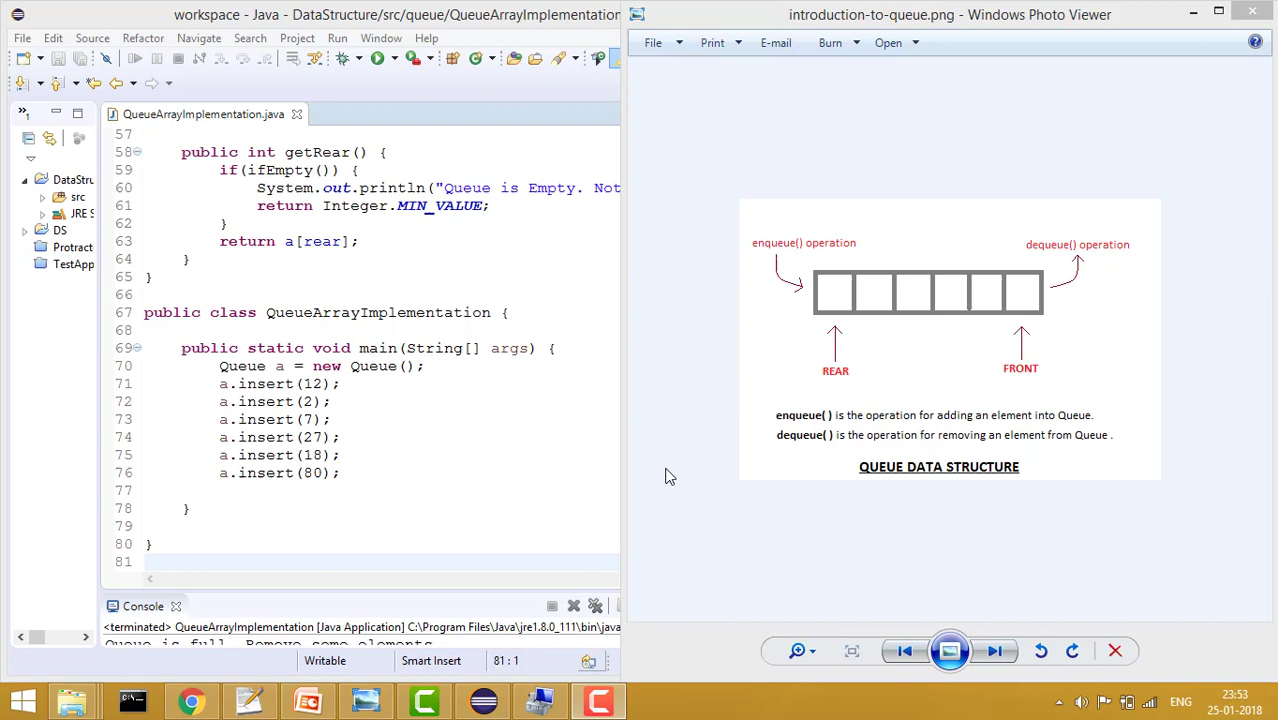 workspace - Java - DataStructure/src/queue/QueueArrayImplementation
File Edit Source Refactor Navigate Search Project Run Window Help
»1
QueueArrayImplementation.java
DataStru
src
JRE S
DS
Protract
TestApp
57
58 public int getRear() {
59 if(ifEmpty()) {
60 System.out.println("Queue is Empty. Not
61 return Integer.MIN_VALUE;
62 }
63 return a[rear];
64 }
65 }
66
67 public class QueueArrayImplementation {
68
69 public static void main(String[] args) {
70 Queue a = new Queue();
71 a.insert(12);
72 a.insert(2);
73 a.insert(7);
74 a.insert(27);
75 a.insert(18);
76 a.insert(80);
77
78 }
79
80 }
81
Console
<terminated> QueueArrayImplementation [Java Application] C:\Program Files\Java\jre1.8.0_111\bin\java
Queue is full. Remove some elements
Writable Smart Insert 81 : 1
introduction-to-queue.png - Windows Photo Viewer
File Print E-mail Burn Open
enqueue() operation
dequeue() operation
REAR
FRONT
enqueue( ) is the operation for adding an element into Queue.
dequeue( ) is the operation for removing an element from Queue .
QUEUE DATA STRUCTURE
ENG
23:53
25-01-2018